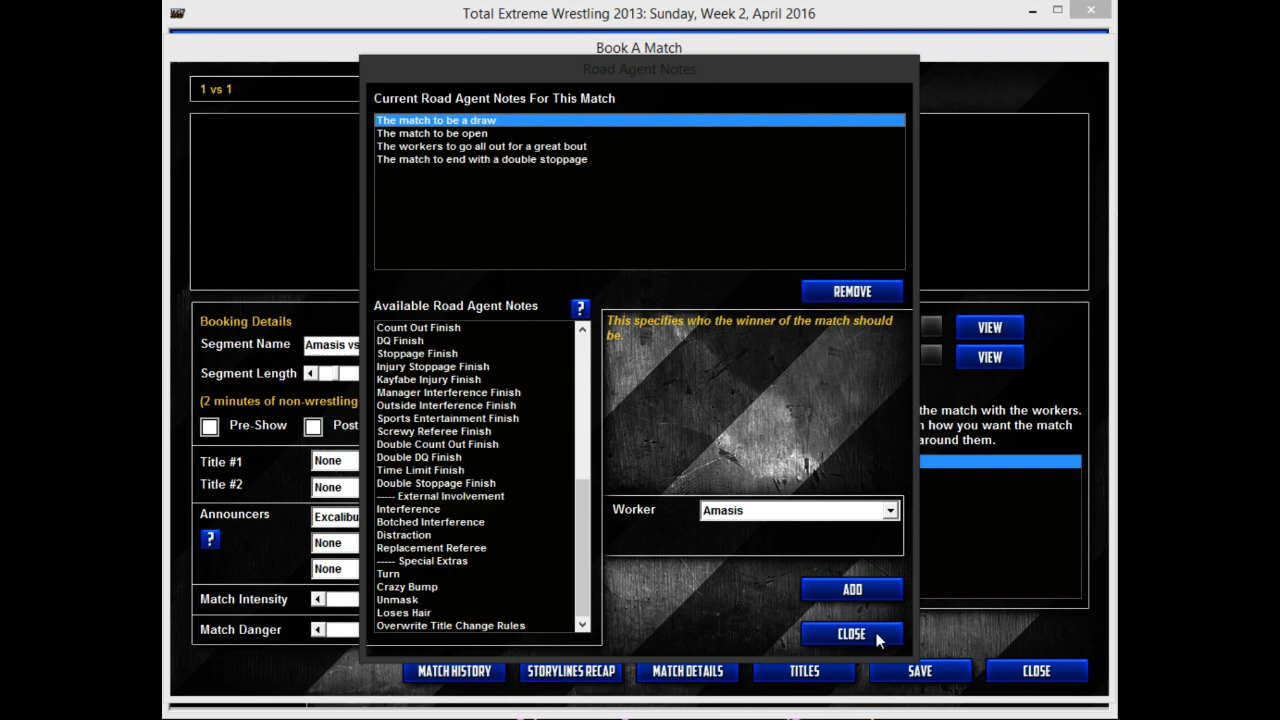 Total Extreme Wrestling 2013: Sunday, Week 2, April 2016
Book A Match
Road Agent Notes
1 vs 1
Current Road Agent Notes For This Match
The match to be a draw
The match to be open
The workers to go all out for a great bout
The match to end with a double stoppage
REMOVE
Available Road Agent Notes
?
Count Out Finish
DQ Finish
Stoppage Finish
Injury Stoppage Finish
Kayfabe Injury Finish
Manager Interference Finish
Outside Interference Finish
Sports Entertainment Finish
Screwy Referee Finish
Double Count Out Finish
Double DQ Finish
Time Limit Finish
Double Stoppage Finish
----- External Involvement
Interference
Botched Interference
Distraction
Replacement Referee
----- Special Extras
Turn
Crazy Bump
Unmask
Loses Hair
Overwrite Title Change Rules
This specifies who the winner of the match should
be.
Worker
Amasis
ADD
CLOSE
Booking Details
Segment Name
Amasis vs
Segment Length
(2 minutes of non-wrestling
Pre-Show
Post
Title #1
None
Title #2
None
Announcers
Excalibu
?
None
None
Match Intensity
Match Danger
VIEW
VIEW
the match with the workers.
how you want the match
around them.
MATCH HISTORY
STORYLINES RECAP
MATCH DETAILS
TITLES
SAVE
CLOSE